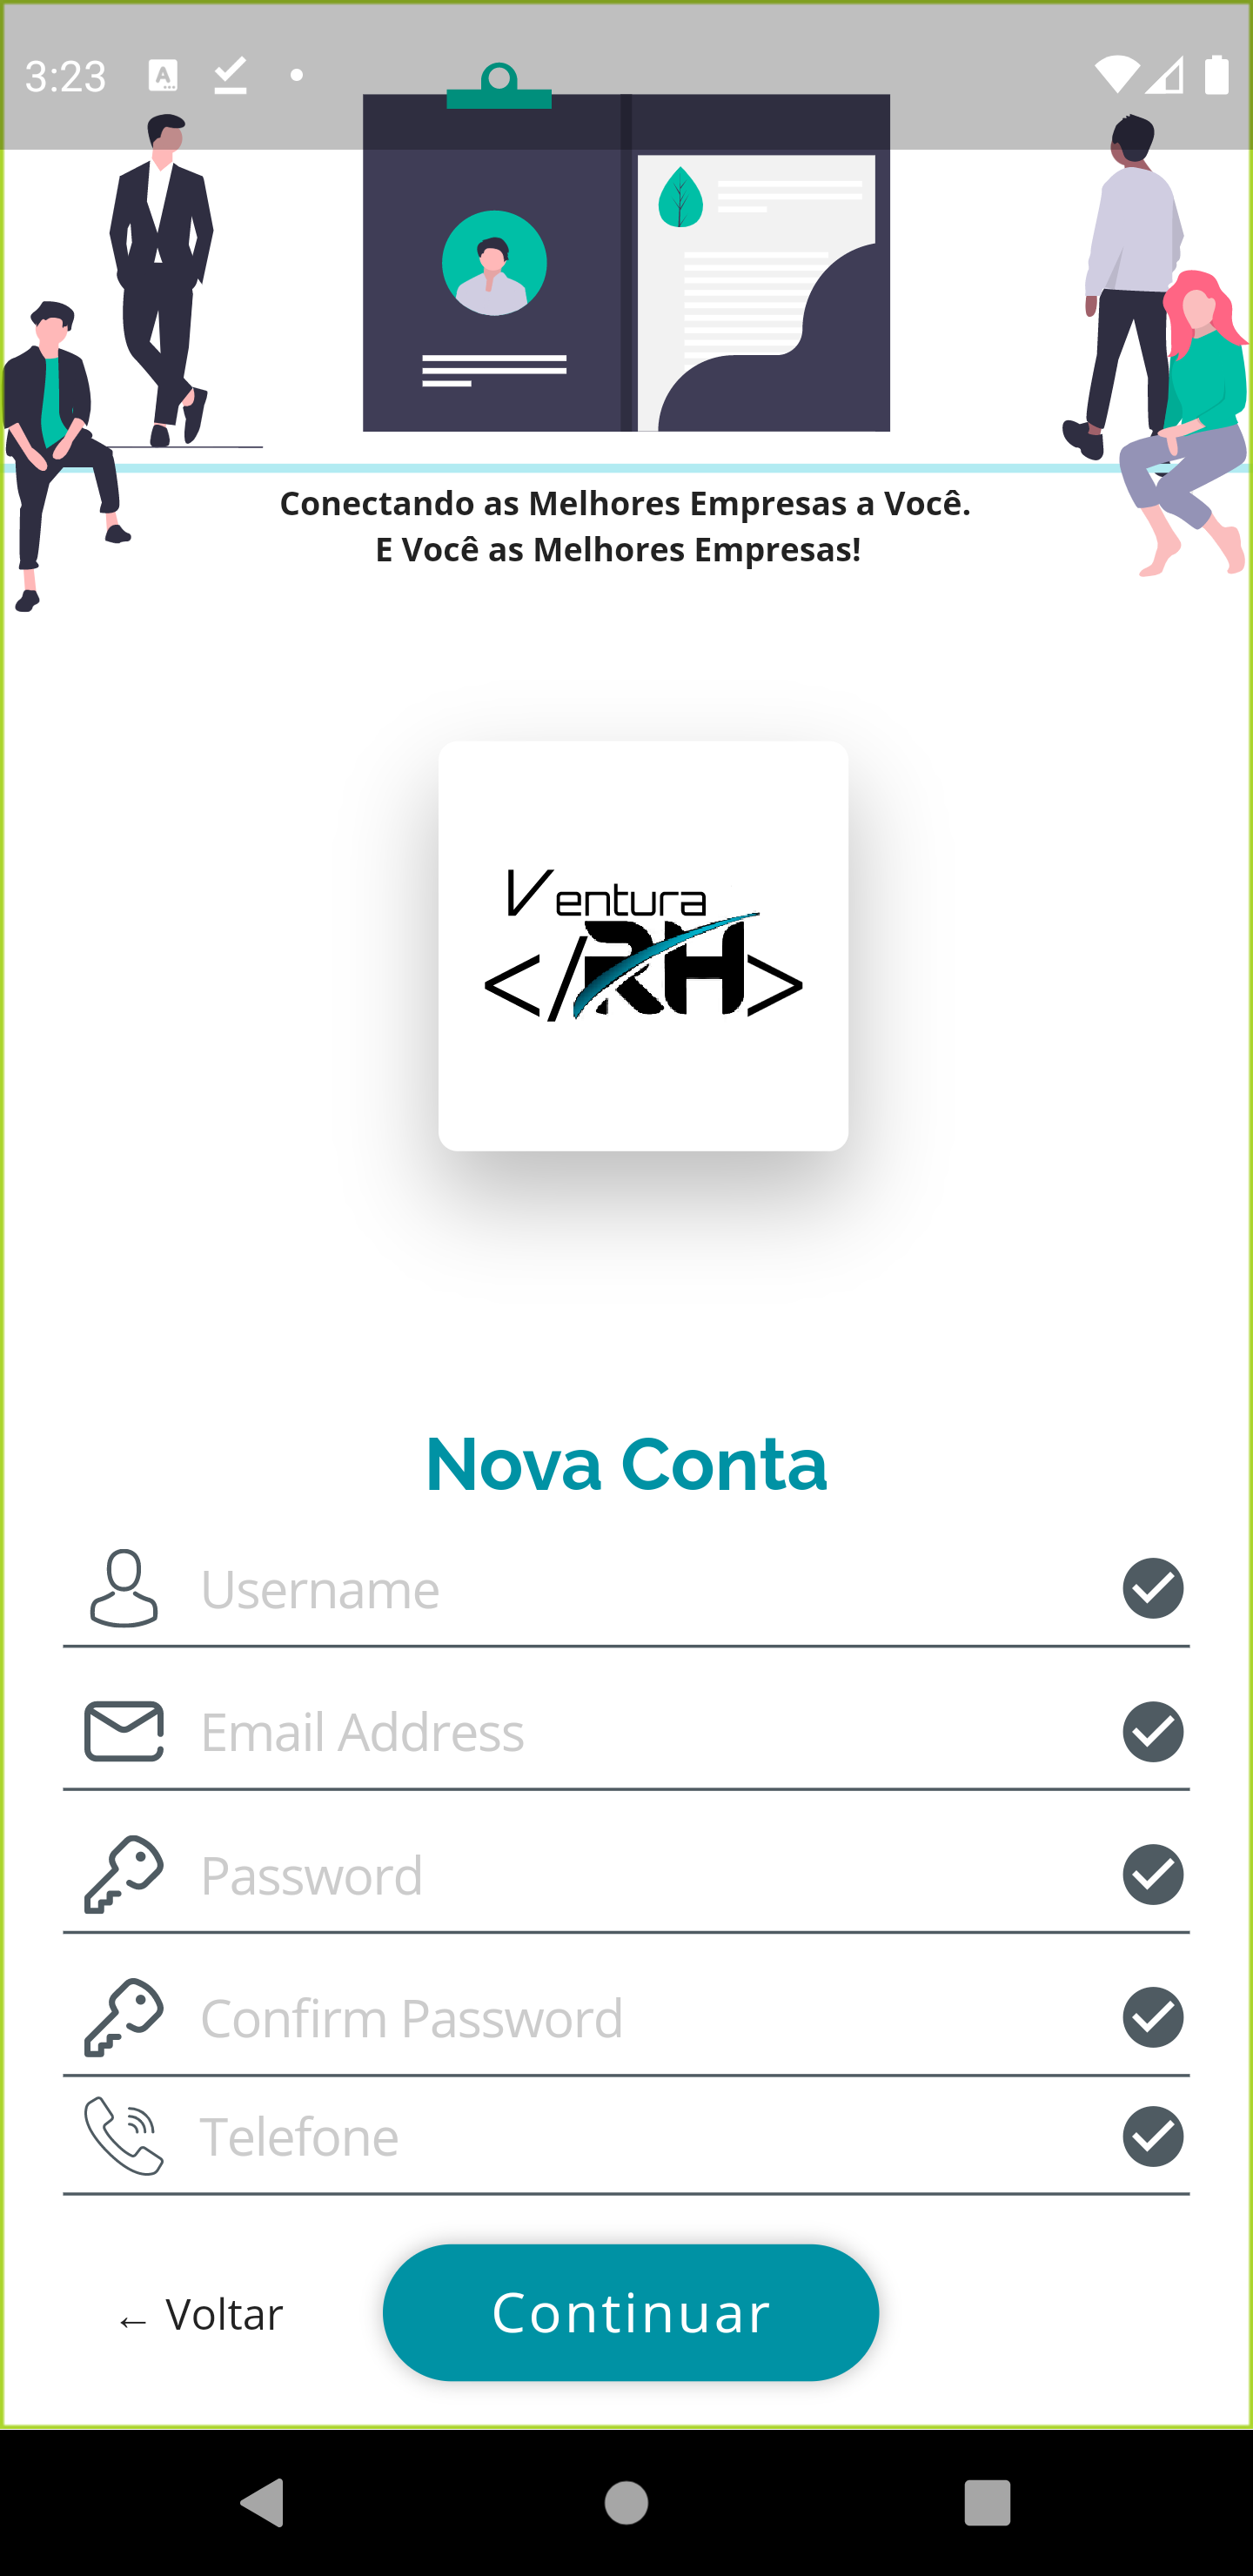 3:23
Conectando as Melhores Empresas a Você.
E Você as Melhores Empresas!
Ventura
</RH>
Nova Conta
Username
Email Address
Password
Confirm Password
Telefone
← Voltar
Continuar